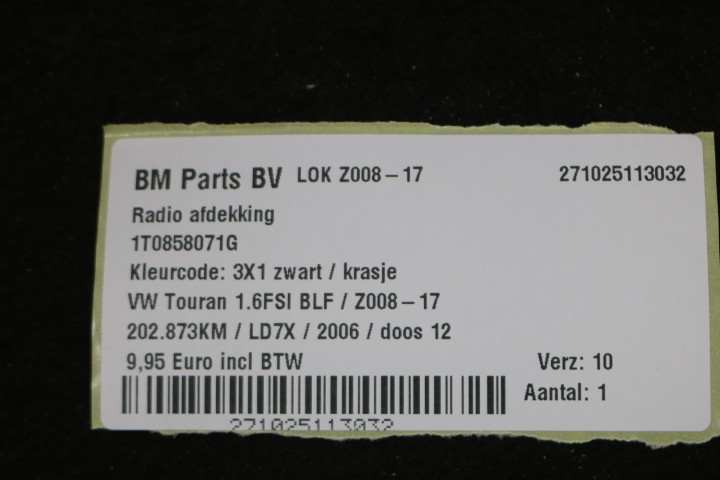 BM Parts BV LOK Z008-17 271025113032
Radio afdekking
1T0858071G
Kleurcode: 3X1 zwart / krasje
VW Touran 1.6FSI BLF / Z008-17
202.873KM / LD7X / 2006 / doos 12
9,95 Euro incl BTW Verz: 10
Aantal: 1
271025113032